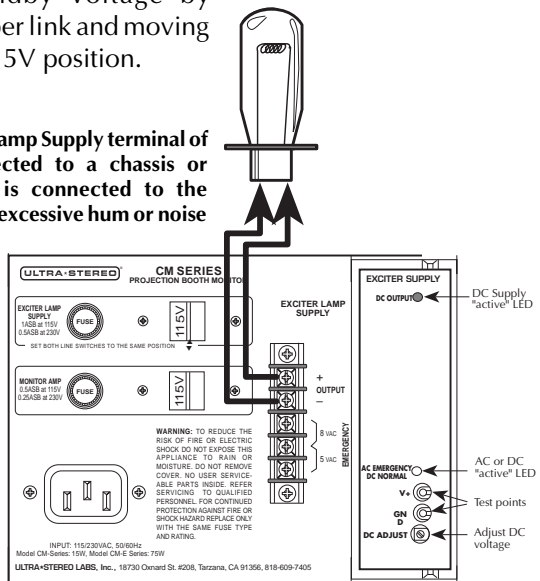 ndby voltage by
per link and moving
5V position.
amp Supply terminal of
ected to a chassis or
is connected to the
excessive hum or noise
ULTRA★STEREO
CM SERIES
PROJECTION BOOTH MONITO
EXCITER LAMP
SUPPLY
1ASB at 115V
0.5ASB at 230V
FUSE
115V
SET BOTH LINE SWITCHES TO THE SAME POSITION
MONITOR AMP
0.5ASB at 115V
0.25ASB at 230V
FUSE
115V
WARNING: TO REDUCE THE
RISK OF FIRE OR ELECTRIC
SHOCK DO NOT EXPOSE THIS
APPLIANCE TO RAIN OR
MOISTURE. DO NOT REMOVE
COVER. NO USER SERVICE-
ABLE PARTS INSIDE. REFER
SERVICING TO QUALIFIED
PERSONNEL. FOR CONTINUED
PROTECTION AGAINST FIRE OR
SHOCK HAZARD REPLACE ONLY
WITH THE SAME FUSE TYPE
AND RATING.
INPUT: 115/230VAC, 50/60Hz
Model CM-Series: 15W, Model CM-E Series: 75W
ULTRA★STEREO LABS, Inc., 18730 Oxnard St. #208, Tarzana, CA 91356, 818-609-7405
EXCITER LAMP
SUPPLY
+
OUTPUT
–
8 VAC
5 VAC
EMERGENCY
EXCITER SUPPLY
DC OUTPUT
AC EMERGENCY
DC NORMAL
V+
GN
D
DC ADJUST
DC Supply
"active" LED
AC or DC
"active" LED
Test points
Adjust DC
voltage